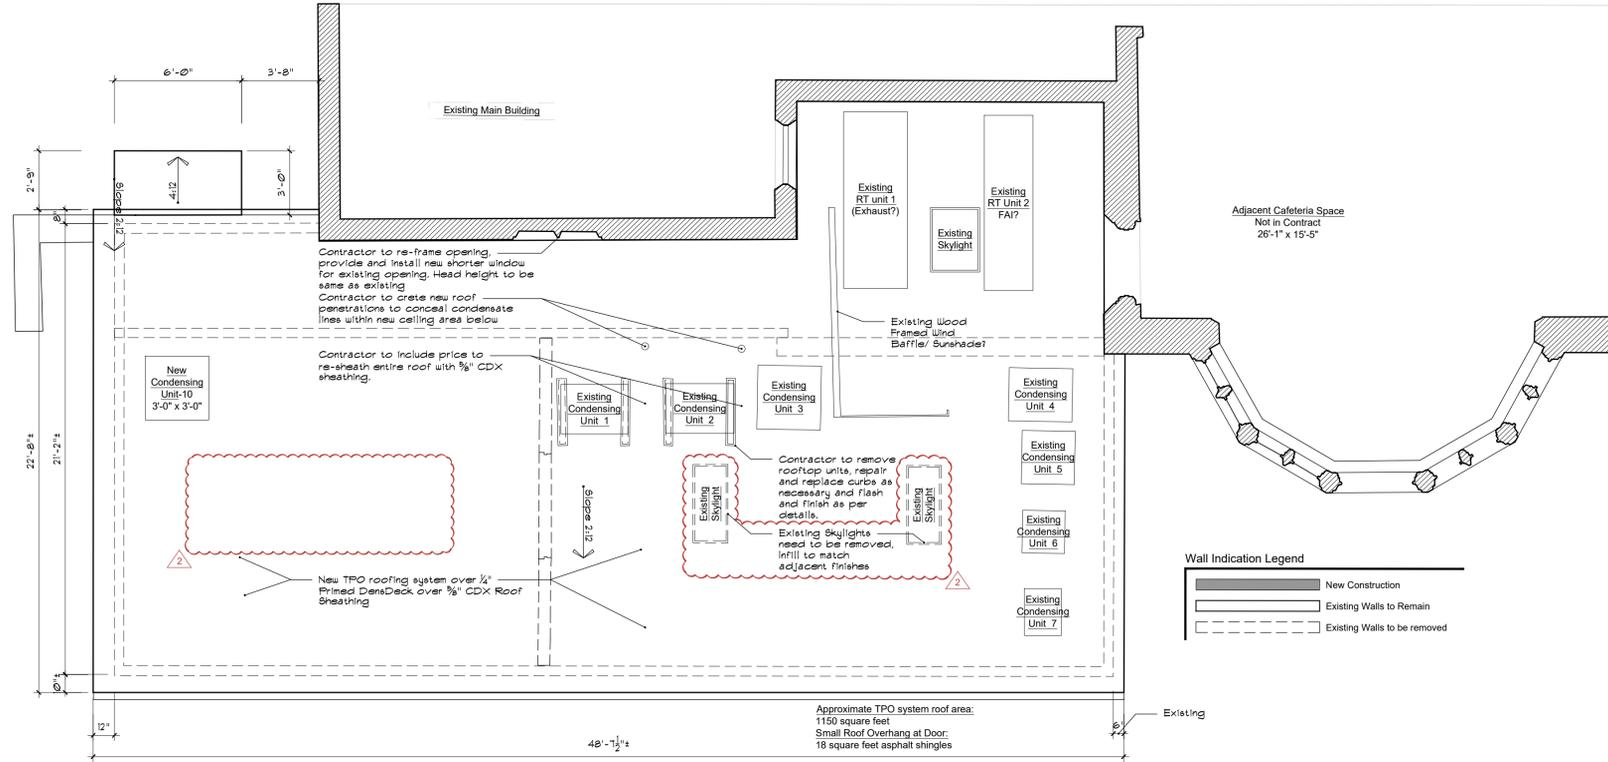 6'-0"
3'-8"
Existing Main Building
2'-9"
4:12
3'-0"
Slope 2:12
8"
Existing
RT unit 1
(Exhaust?)
Existing
RT Unit 2
FAI?
Existing
Skylight
Adjacent Cafeteria Space
Not in Contract
26'-1" x 15'-5"
Contractor to re-frame opening,
provide and install new shorter window
for existing opening. Head height to be
same as existing
Contractor to crete new roof
penetrations to conceal condensate
lines within new ceiling area below
Existing Wood
Framed Wind
Baffle/ Sunshade?
Contractor to include price to
re-sheath entire roof with 5/8" CDX
sheathing.
New
Condensing
Unit-10
3'-0" x 3'-0"
Existing
Condensing
Unit 1
Existing
Condensing
Unit 2
Existing
Condensing
Unit 3
Existing
Condensing
Unit 4
Existing
Condensing
Unit 5
Existing
Condensing
Unit 6
Existing
Condensing
Unit 7
22'-8"±
21'-2"±
Contractor to remove
rooftop units, repair
and replace curbs as
necessary and flash
and finish as per
details.
Existing
Skylight
Existing
Skylight
Slope 2:12
Existing Skylights
need to be removed,
infill to match
adjacent finishes
2
2
New TPO roofing system over 1/4"
Primed DensDeck over 5/8" CDX Roof
Sheathing
Wall Indication Legend
New Construction
Existing Walls to Remain
Existing Walls to be removed
Approximate TPO system roof area:
1150 square feet
Small Roof Overhang at Door:
18 square feet asphalt shingles
12"
6"
Existing
48'-7 1/2"±